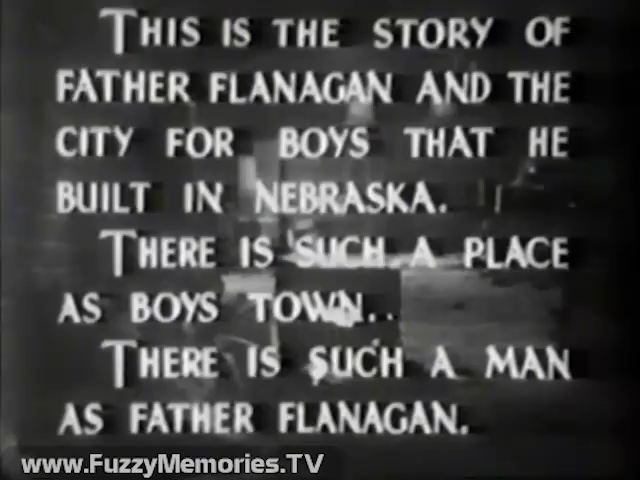 THIS IS THE STORY OF
FATHER FLANAGAN AND THE
CITY FOR BOYS THAT HE
BUILT IN NEBRASKA.
THERE IS SUCH A PLACE
AS BOYS TOWN..
THERE IS SUCH A MAN
AS FATHER FLANAGAN.
www.FuzzyMemories.TV